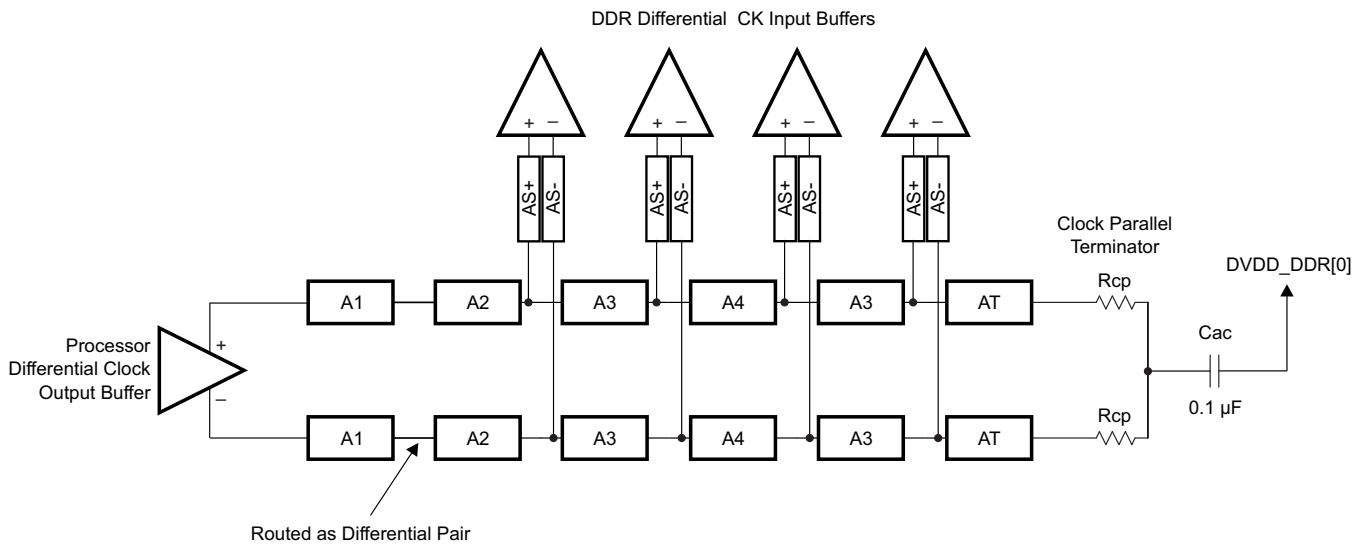 DDR Differential CK Input Buffers
+ – + – + – + –
AS+ AS- AS+ AS- AS+ AS- AS+ AS-
Clock Parallel
Terminator
Rcp
DVDD_DDR[0]
A1 A2 A3 A4 A3 AT
Processor
Differential Clock
Output Buffer
+
–
Cac
0.1 µF
Rcp
A1 A2 A3 A4 A3 AT
Routed as Differential Pair